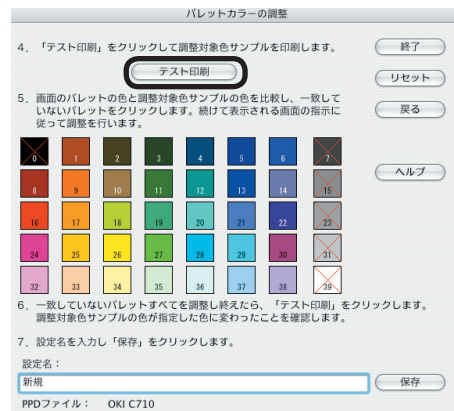 パレットカラーの調整
4. 「テスト印刷」をクリックして調整対象色サンプルを印刷します。
終了
テスト印刷
リセット
5. 画面のパレットの色と調整対象色サンプルの色を比較し、一致して
いないパレットをクリックします。続けて表示される画面の指示に
従って調整を行います。
戻る
0 1 2 3 4 5 6 7
ヘルプ
8 9 10 11 12 13 14 15
16 17 18 19 20 21 22 23
24 25 26 27 28 29 30 31
32 33 34 35 36 37 38 39
6. 一致していないパレットすべてを調整し終えたら、「テスト印刷」をクリックします。
調整対象色サンプルの色が指定した色に変わったことを確認します。
7. 設定名を入力し「保存」をクリックします。
設定名：
新規
保存
PPDファイル： OKI C710